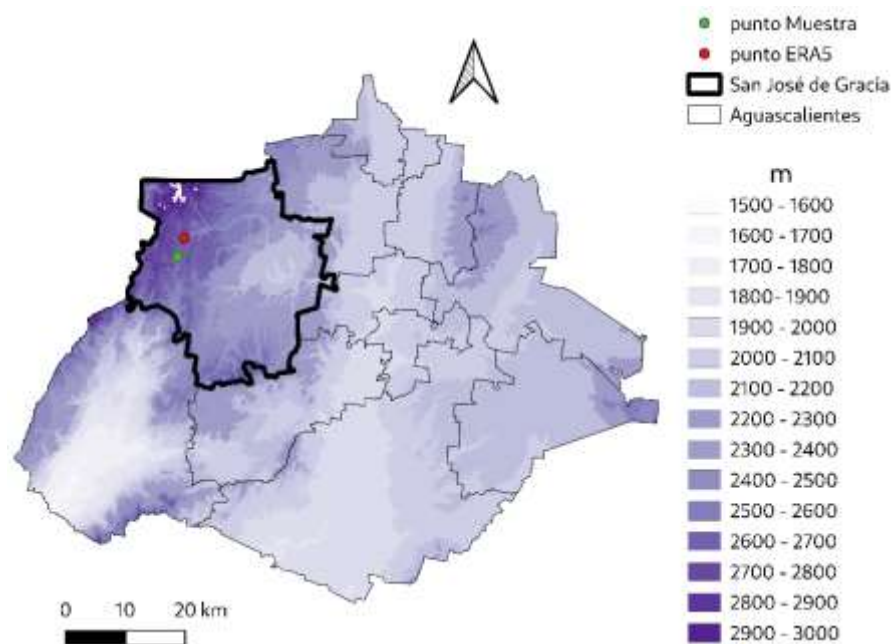 punto Muestra
punto ERA5
San José de Gracia
Aguascalientes
m
1500 - 1600
1600 - 1700
1700 - 1800
1800- 1900
1900 - 2000
2000 - 2100
2100 - 2200
2200 - 2300
2300 - 2400
2400 - 2500
2500 - 2600
2600 - 2700
2700 - 2800
2800 - 2900
2900 - 3000
0 10 20 km